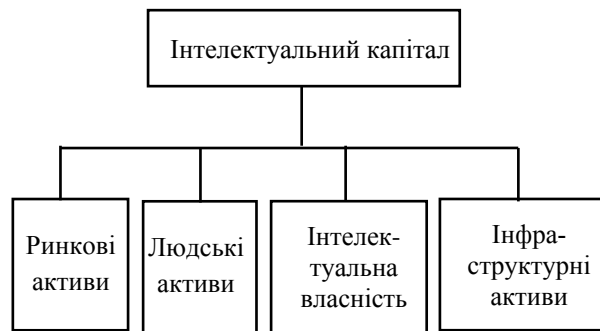 Інтелектуальний капітал
Ринкові
активи
Людські
активи
Інтелек-
туальна
власність
Інфра-
структурні
активи